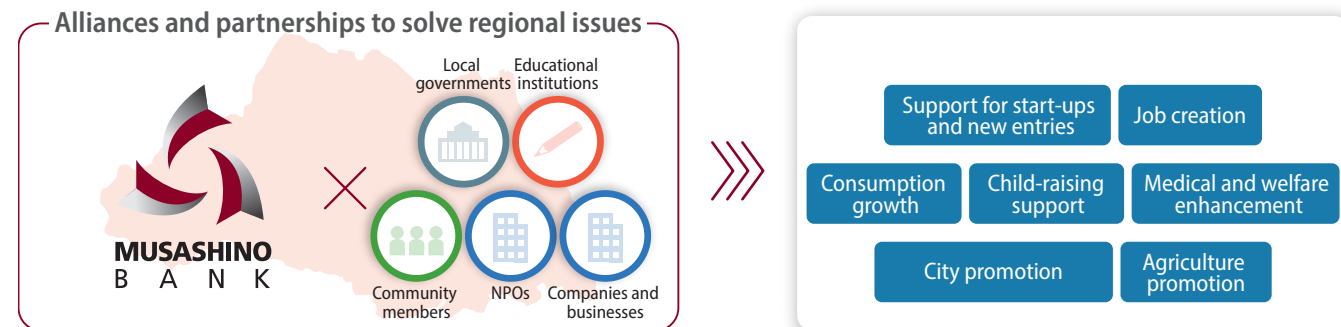 Alliances and partnerships to solve regional issues
Local
governments
Educational
institutions
MUSASHINO
BANK
Community
members
NPOs
Companies and
businesses
Support for start-ups
and new entries
Job creation
Consumption
growth
Child-raising
support
Medical and welfare
enhancement
City promotion
Agriculture
promotion